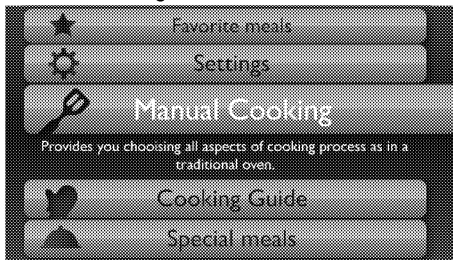 Favorite meals
Settings
Manual Cooking
Provides you chooising all aspects of cooking process as in a
traditional oven.
Cooking Guide
Special meals